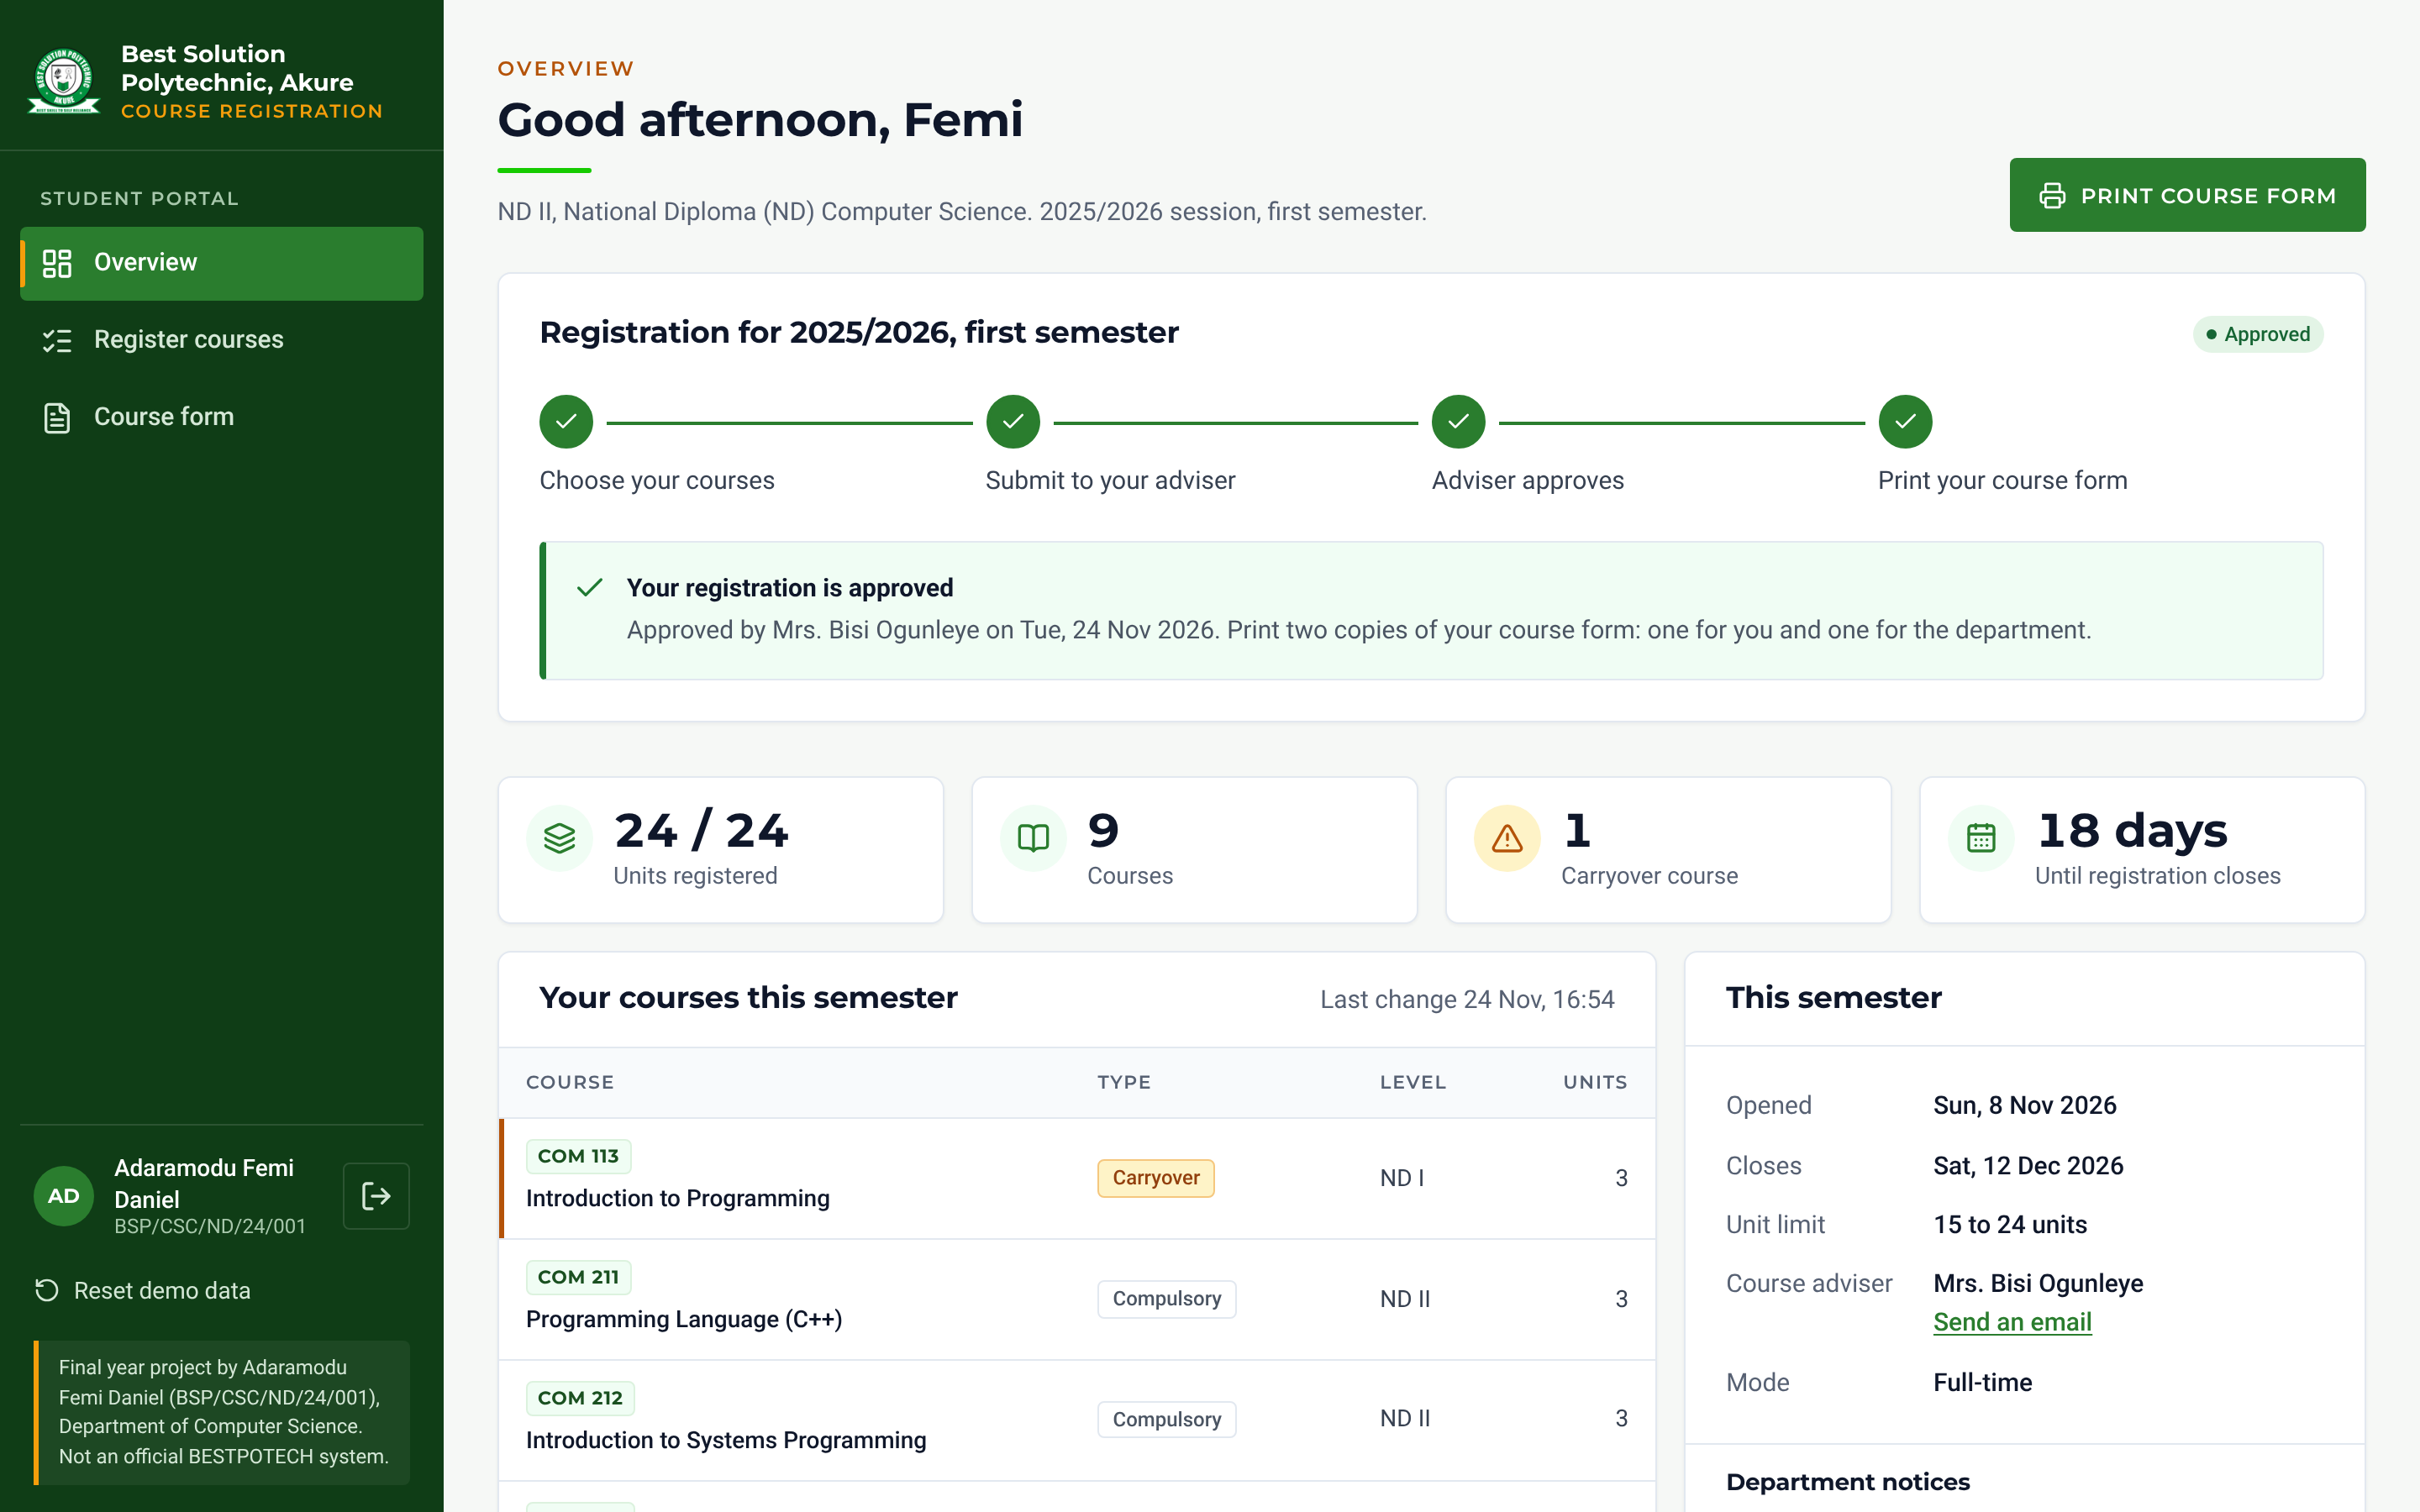 BEST SOLUTION POLYTECHNIC
AKURE
Best Solution
Polytechnic, Akure
COURSE REGISTRATION
STUDENT PORTAL
Overview
Register courses
Course form
Adaramodu Femi
Daniel
AD
BSP/CSC/ND/24/001
Reset demo data
Final year project by Adaramodu
Femi Daniel (BSP/CSC/ND/24/001),
Department of Computer Science.
Not an official BESTPOTECH system.
OVERVIEW
Good afternoon, Femi
ND II, National Diploma (ND) Computer Science. 2025/2026 session, first semester.
PRINT COURSE FORM
Registration for 2025/2026, first semester
Approved
Choose your courses
Submit to your adviser
Adviser approves
Print your course form
Your registration is approved
Approved by Mrs. Bisi Ogunleye on Tue, 24 Nov 2026. Print two copies of your course form: one for you and one for the department.
24 / 24
Units registered
9
Courses
1
Carryover course
18 days
Until registration closes
Your courses this semester
Last change 24 Nov, 16:54
COURSE TYPE LEVEL UNITS
COM 113
Introduction to Programming
Carryover ND I 3
COM 211
Programming Language (C++)
Compulsory ND II 3
COM 212
Introduction to Systems Programming
Compulsory ND II 3
This semester
Opened Sun, 8 Nov 2026
Closes Sat, 12 Dec 2026
Unit limit 15 to 24 units
Course adviser Mrs. Bisi Ogunleye
Send an email
Mode Full-time
Department notices